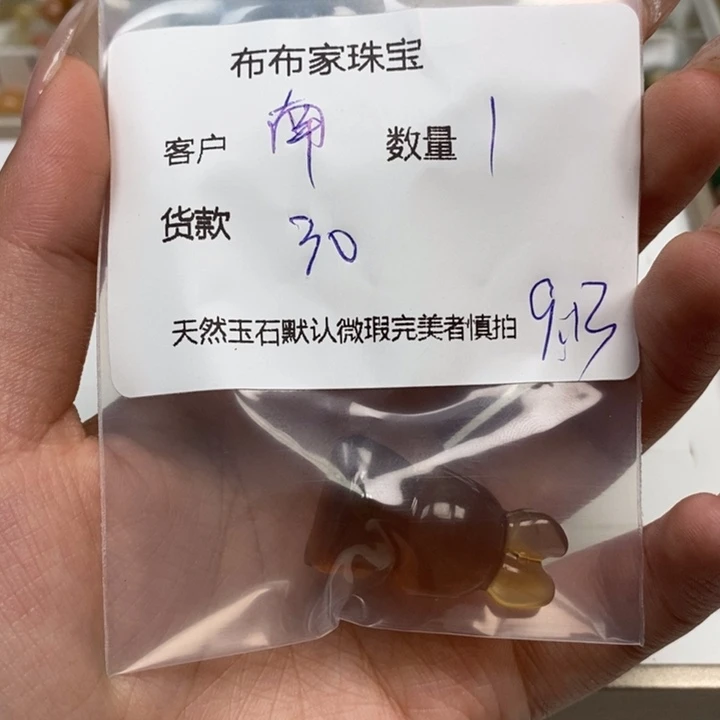 布布家珠宝
客户 南 数量 1
货款 30
天然玉石默认微瑕完美者慎拍 9.13